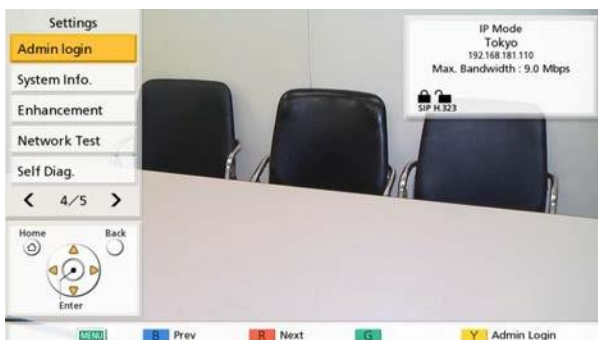 Settings
Admin login
System Info.
Enhancement
Network Test
Self Diag.
4/5
Home
Back
Enter
IP Mode
Tokyo
192.168.181.110
Max. Bandwidth : 9.0 Mbps
SIP H.323
MENU
B Prev
R Next
G
Y Admin Login